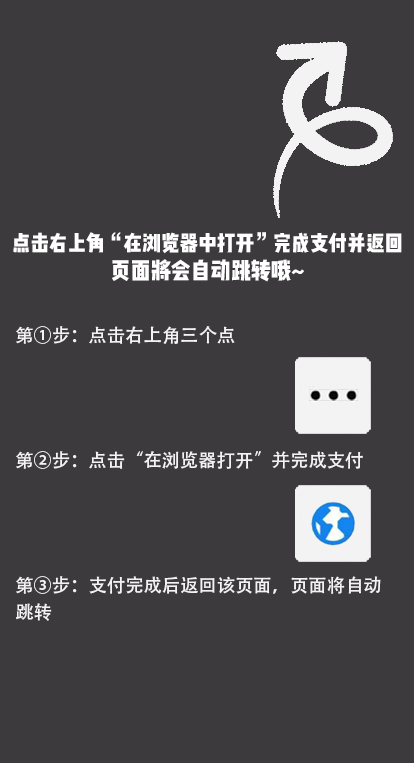 点击右上角“在浏览器中打开”完成支付并返回
页面將会自动跳转哦~
第①步：点击右上角三个点
第②步：点击“在浏览器打开”并完成支付
第③步：支付完成后返回该页面，页面将自动
跳转